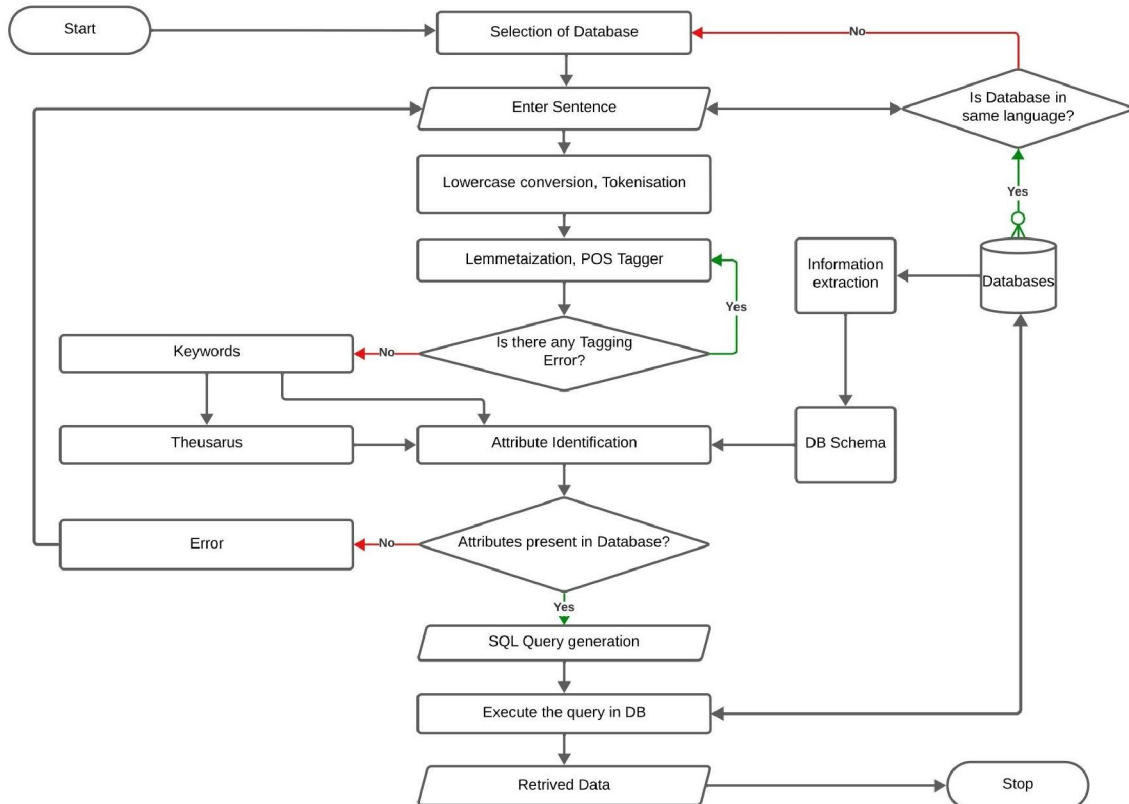 Start
Selection of Database
No
Enter Sentence
Is Database in
same language?
Lowercase conversion, Tokenisation
Yes
Lemmetaization, POS Tagger
Information
extraction
Databases
Yes
Is there any Tagging
Error?
No
Keywords
Theusarus
Attribute Identification
DB Schema
Attributes present in Database?
No
Error
Yes
SQL Query generation
Execute the query in DB
Retrived Data
Stop